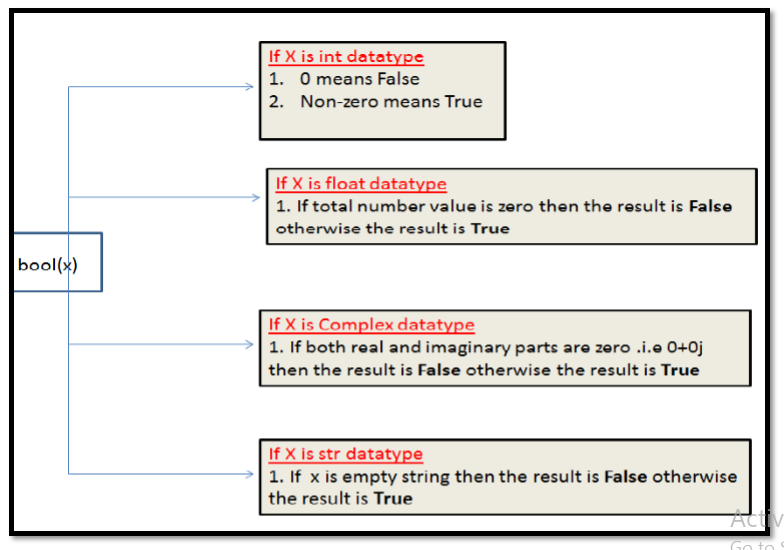 If X is int datatype
1. 0 means False
2. Non-zero means True
If X is float datatype
1. If total number value is zero then the result is False
otherwise the result is True
bool(x)
If X is Complex datatype
1. If both real and imaginary parts are zero .i.e 0+0j
then the result is False otherwise the result is True
If X is str datatype
1. If x is empty string then the result is False otherwise
the result is True
Activ
Go to